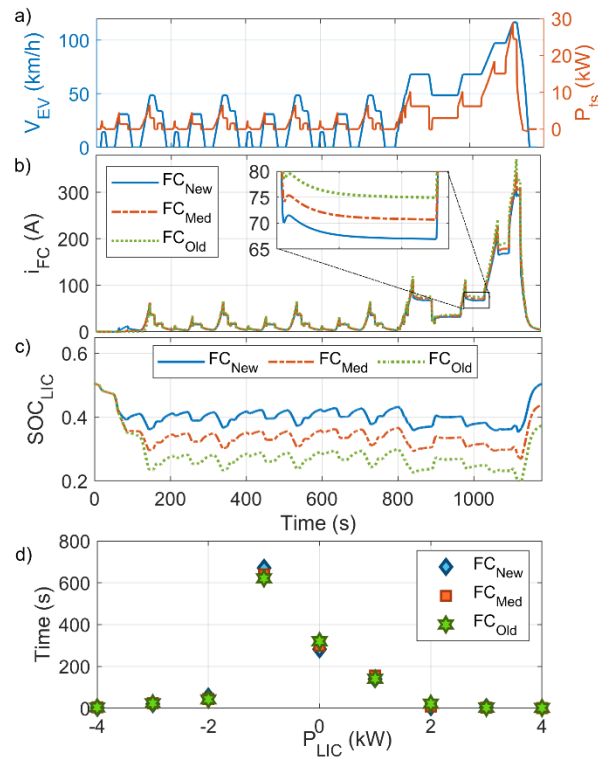 a)
100
50
0
V_EV (km/h)
30
20
10
0
P_ts (kW)
b)
300
200
100
0
i_FC (A)
FC_New
FC_Med
FC_Old
80
75
70
65
c)
0.6
0.4
0.2
SOC_LIC
FC_New FC_Med FC_Old
0 200 400 600 800 1000
Time (s)
d)
800
600
400
200
0
Time (s)
FC_New
FC_Med
FC_Old
-4 -2 0 2 4
P_LIC (kW)